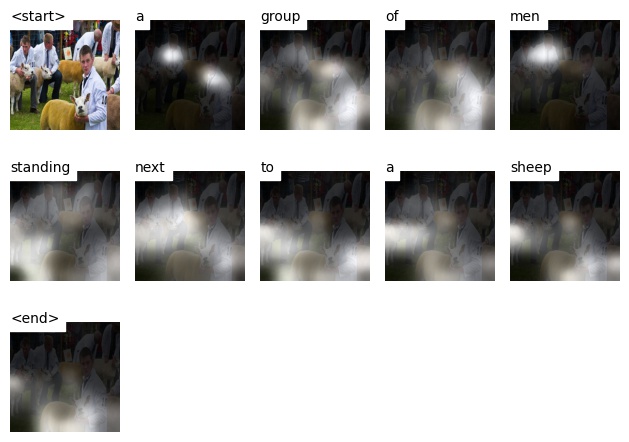 <start> a group of men
standing next to a sheep
<end>